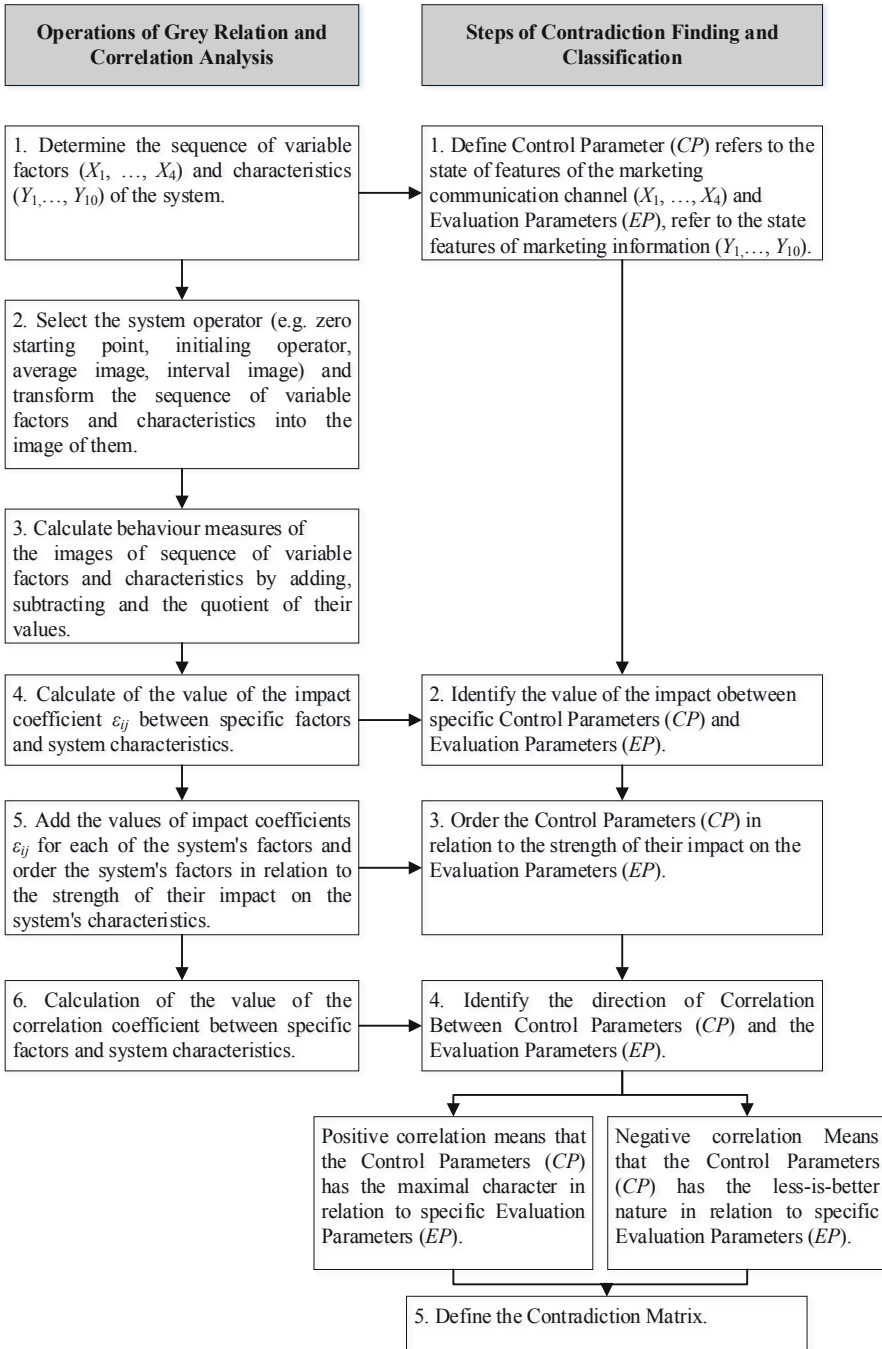 Operations of Grey Relation and
Correlation Analysis
Steps of Contradiction Finding and
Classification
1. Determine the sequence of variable
factors (X1, …, X4) and characteristics
(Y1,…, Y10) of the system.
1. Define Control Parameter (CP) refers to the
state of features of the marketing
communication channel (X1, …, X4) and
Evaluation Parameters (EP), refer to the state
features of marketing information (Y1,…, Y10).
2. Select the system operator (e.g. zero
starting point, initialing operator,
average image, interval image) and
transform the sequence of variable
factors and characteristics into the
image of them.
3. Calculate behaviour measures of
the images of sequence of variable
factors and characteristics by adding,
subtracting and the quotient of their
values.
4. Calculate of the value of the impact
coefficient εij between specific factors
and system characteristics.
2. Identify the value of the impact obetween
specific Control Parameters (CP) and
Evaluation Parameters (EP).
5. Add the values of impact coefficients
εij for each of the system's factors and
order the system's factors in relation to
the strength of their impact on the
system's characteristics.
3. Order the Control Parameters (CP) in
relation to the strength of their impact on the
Evaluation Parameters (EP).
6. Calculation of the value of the
correlation coefficient between specific
factors and system characteristics.
4. Identify the direction of Correlation
Between Control Parameters (CP) and the
Evaluation Parameters (EP).
Positive correlation means that
the Control Parameters (CP)
has the maximal character in
relation to specific Evaluation
Parameters (EP).
Negative correlation Means
that the Control Parameters
(CP) has the less-is-better
nature in relation to specific
Evaluation Parameters (EP).
5. Define the Contradiction Matrix.